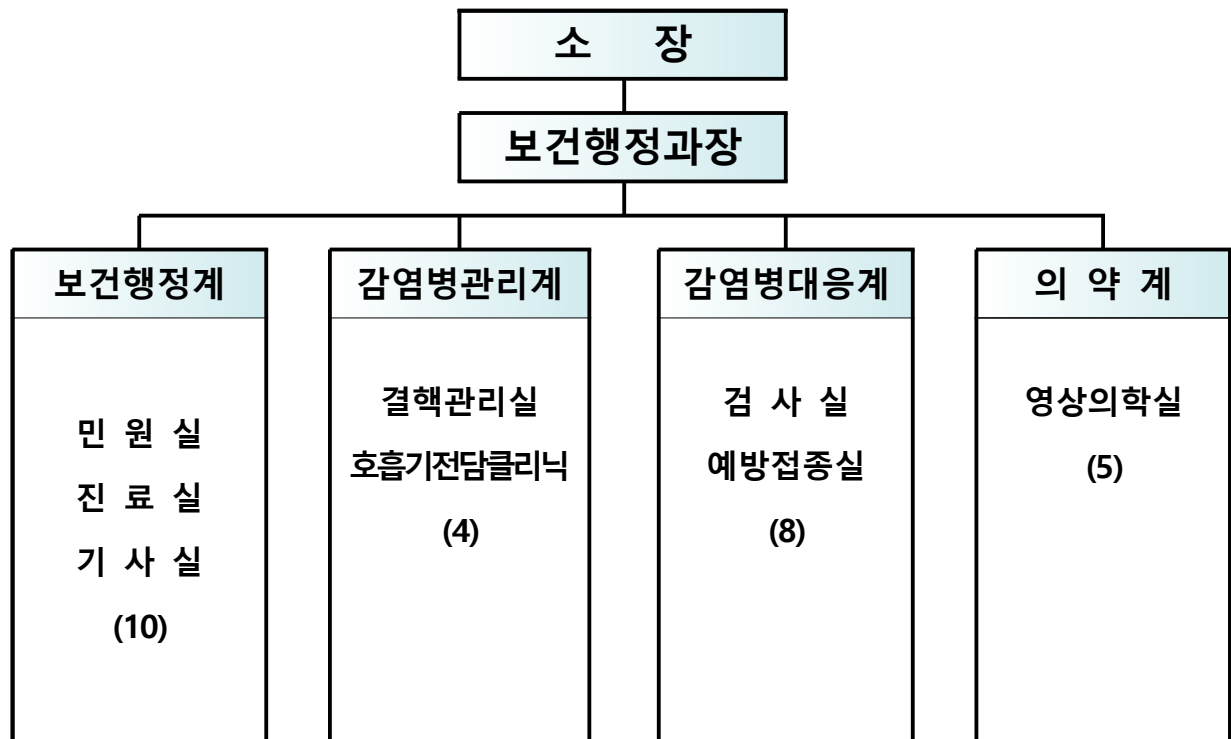 소 장
보건행정과장
보건행정계
민 원 실
진 료 실
기 사 실
(10)
감염병관리계
결핵관리실
호흡기전담클리닉
(4)
감염병대응계
검 사 실
예방접종실
(8)
의 약 계
영상의학실
(5)